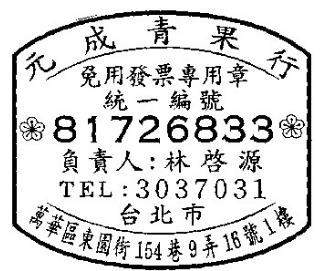 元成青果行
免用發票專用章
統一編號
81726833
負責人:林啓源
TEL:3037031
台北市
萬華區東園街154巷9弄16號1樓